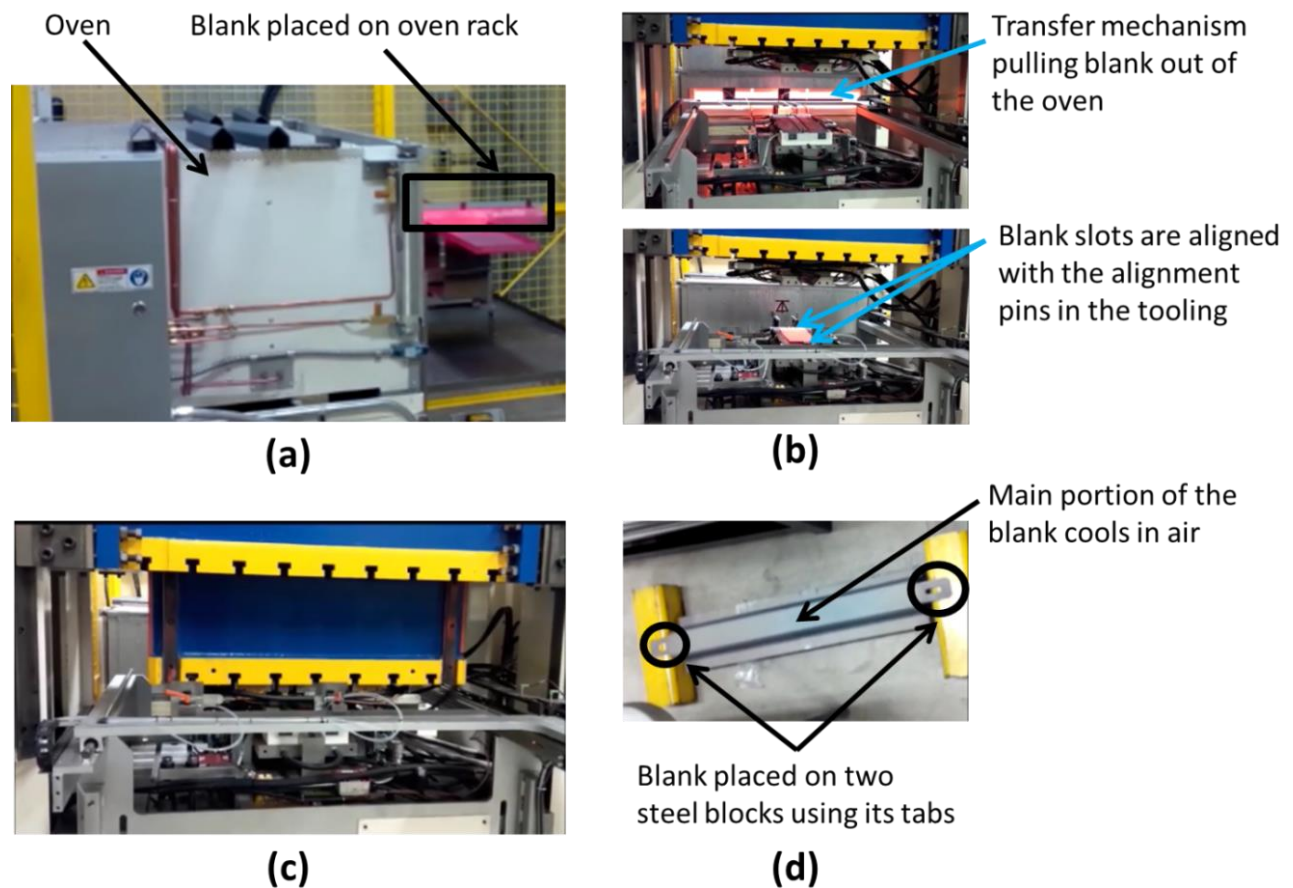 Oven
Blank placed on oven rack
Transfer mechanism
pulling blank out of
the oven
Blank slots are aligned
with the alignment
pins in the tooling
(a)
(b)
Main portion of the
blank cools in air
Blank placed on two
steel blocks using its tabs
(c)
(d)